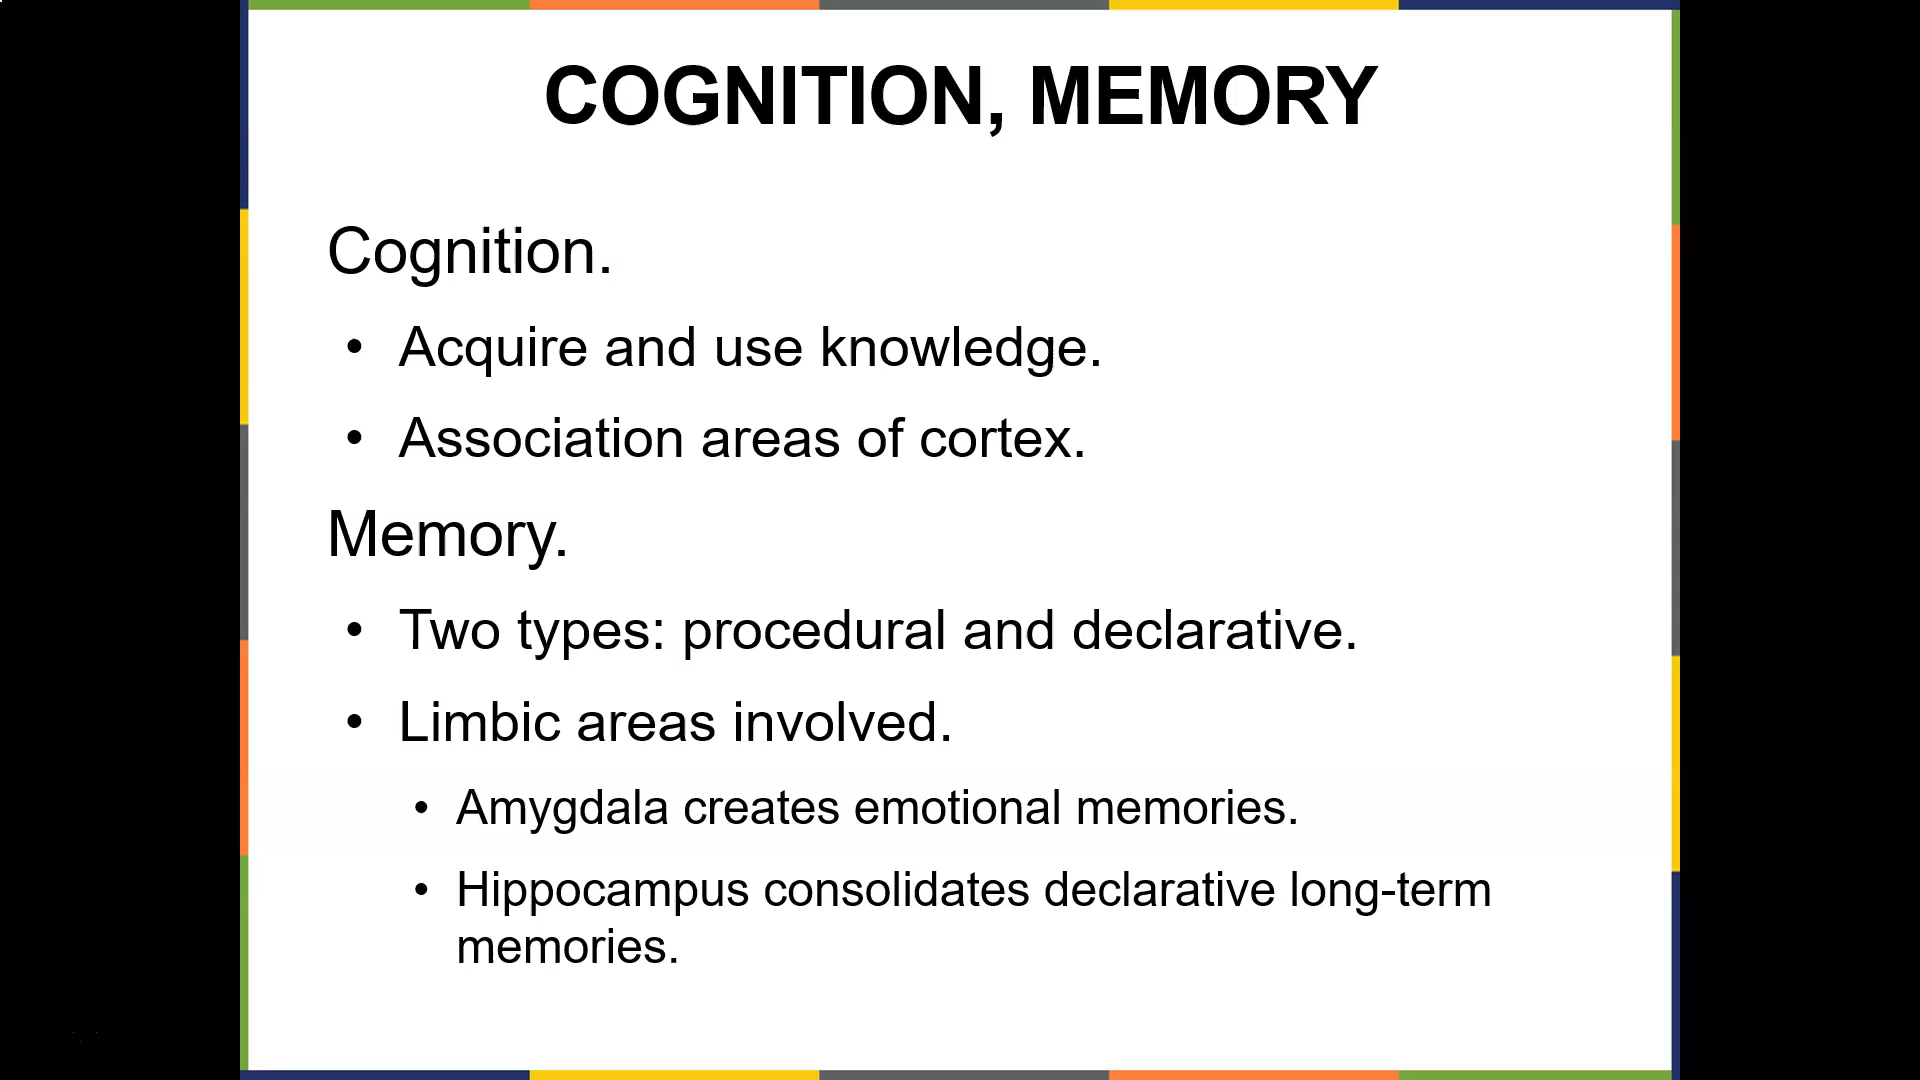 COGNITION, MEMORY
Cognition.
• Acquire and use knowledge.
• Association areas of cortex.
Memory.
• Two types: procedural and declarative.
• Limbic areas involved.
• Amygdala creates emotional memories.
• Hippocampus consolidates declarative long-term
memories.